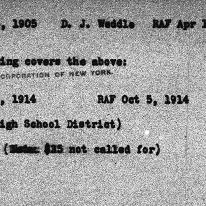 , 1905 D. J. Weddle RAF Apr 1
ing covers the above:
CORPORATION OF NEW YORK.
, 1914 RAF Oct 5, 1914
igh School District)
( $35 not called for)